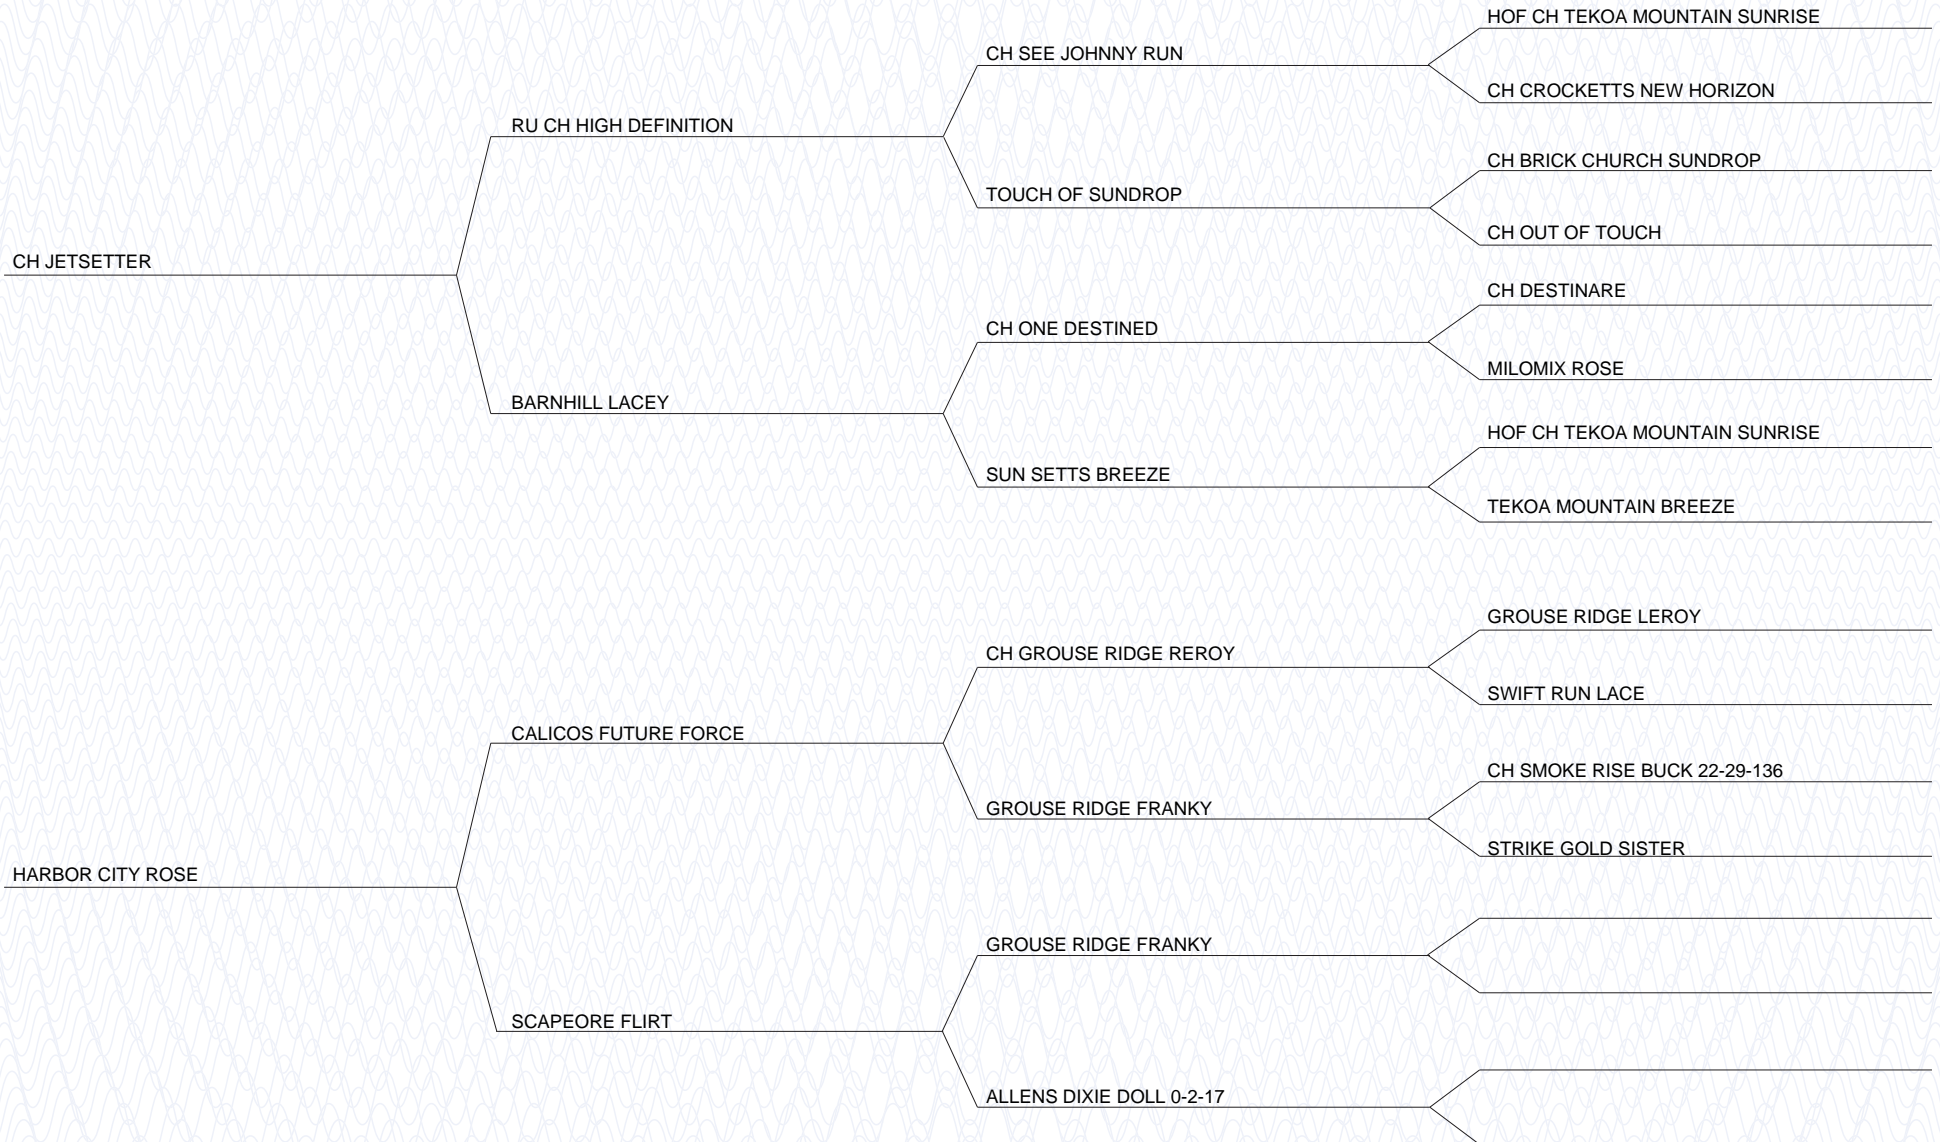 HOF CH TEKOA MOUNTAIN SUNRISE
CH SEE JOHNNY RUN
CH CROCKETTS NEW HORIZON
RU CH HIGH DEFINITION
CH BRICK CHURCH SUNDROP
TOUCH OF SUNDROP
CH OUT OF TOUCH
CH JETSETTER
CH DESTINARE
CH ONE DESTINED
MILOMIX ROSE
BARNHILL LACEY
HOF CH TEKOA MOUNTAIN SUNRISE
SUN SETTS BREEZE
TEKOA MOUNTAIN BREEZE
GROUSE RIDGE LEROY
CH GROUSE RIDGE REROY
SWIFT RUN LACE
CALICOS FUTURE FORCE
CH SMOKE RISE BUCK 22-29-136
GROUSE RIDGE FRANKY
STRIKE GOLD SISTER
HARBOR CITY ROSE
GROUSE RIDGE FRANKY
SCAPEORE FLIRT
ALLENS DIXIE DOLL 0-2-17